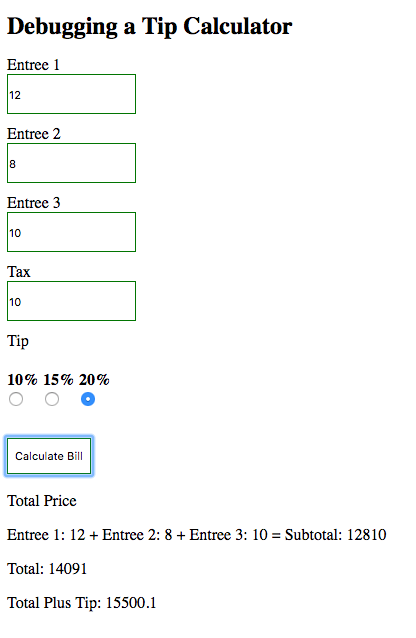 Debugging a Tip Calculator
Entree 1
12
Entree 2
8
Entree 3
10
Tax
10
Tip
10% 15% 20%
Calculate Bill
Total Price
Entree 1: 12 + Entree 2: 8 + Entree 3: 10 = Subtotal: 12810
Total: 14091
Total Plus Tip: 15500.1